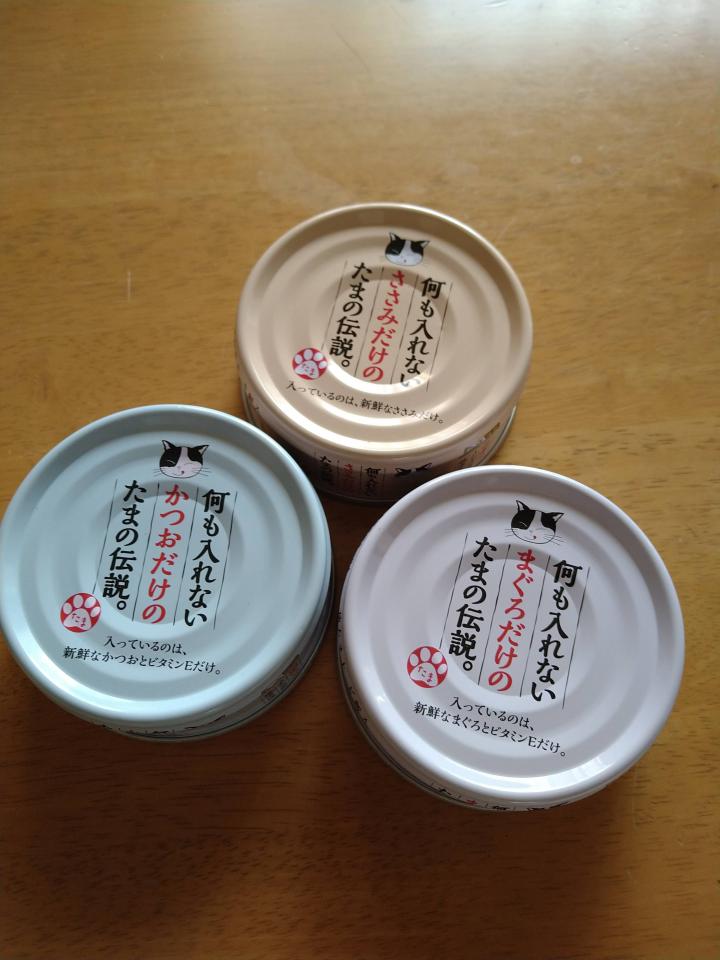 何も入れない
ささみだけの
たまの伝説。
たま
入っているのは、新鮮なささみだけ。
何も入れない
かつおだけの
たまの伝説。
たま
入っているのは、
新鮮なかつおとビタミンEだけ。
何も入れない
まぐろだけの
たまの伝説。
たま
入っているのは、
新鮮なまぐろとビタミンEだけ。